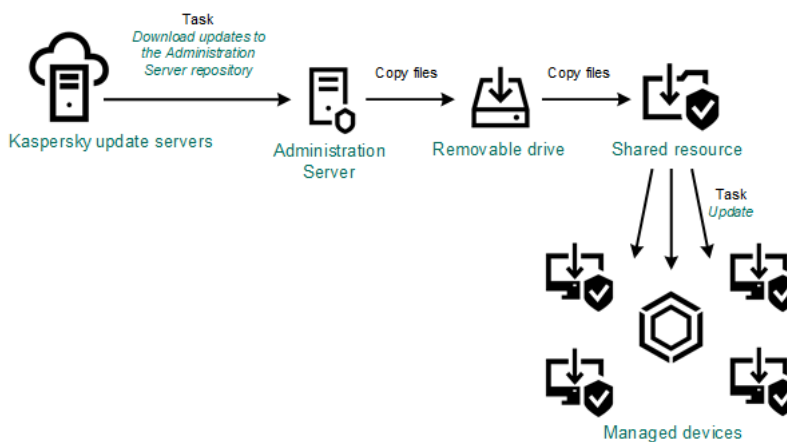 Task
Download updates to
the Administration
Server repository
Copy files
Copy files
Kaspersky update servers
Administration
Server
Removable drive
Shared resource
Task
Update
Managed devices